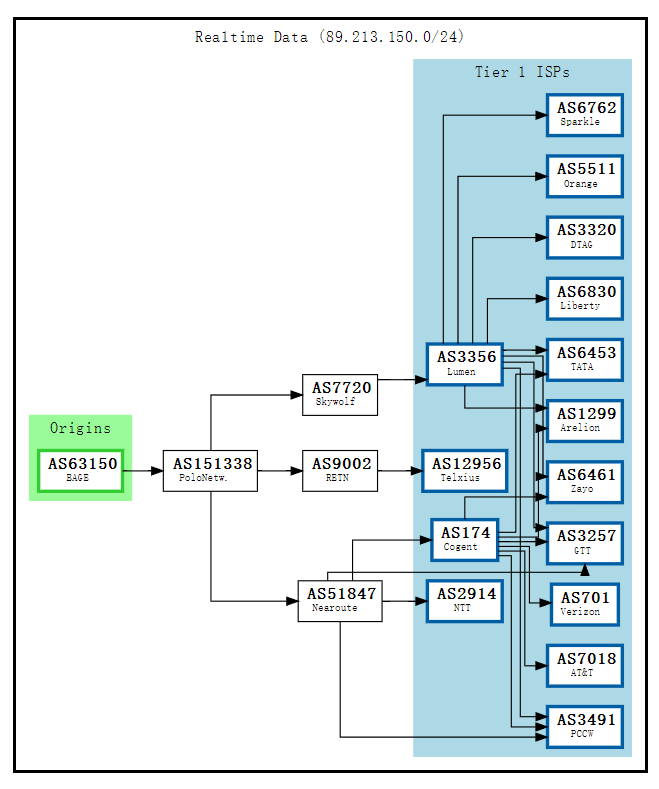 Realtime Data (89.213.150.0/24)
Tier 1 ISPs
AS6762
Sparkle
AS5511
Orange
AS3320
DTAG
AS6830
Liberty
AS3356
Lumen
AS6453
TATA
AS7720
Skywolf
AS1299
Arelion
Origins
AS63150
BAGE
AS151338
PoloNetw.
AS9002
RETN
AS12956
Telxius
AS6461
Zayo
AS174
Cogent
AS3257
GTT
AS51847
Nearoute
AS2914
NTT
AS701
Verizon
AS7018
AT&T
AS3491
PCCW